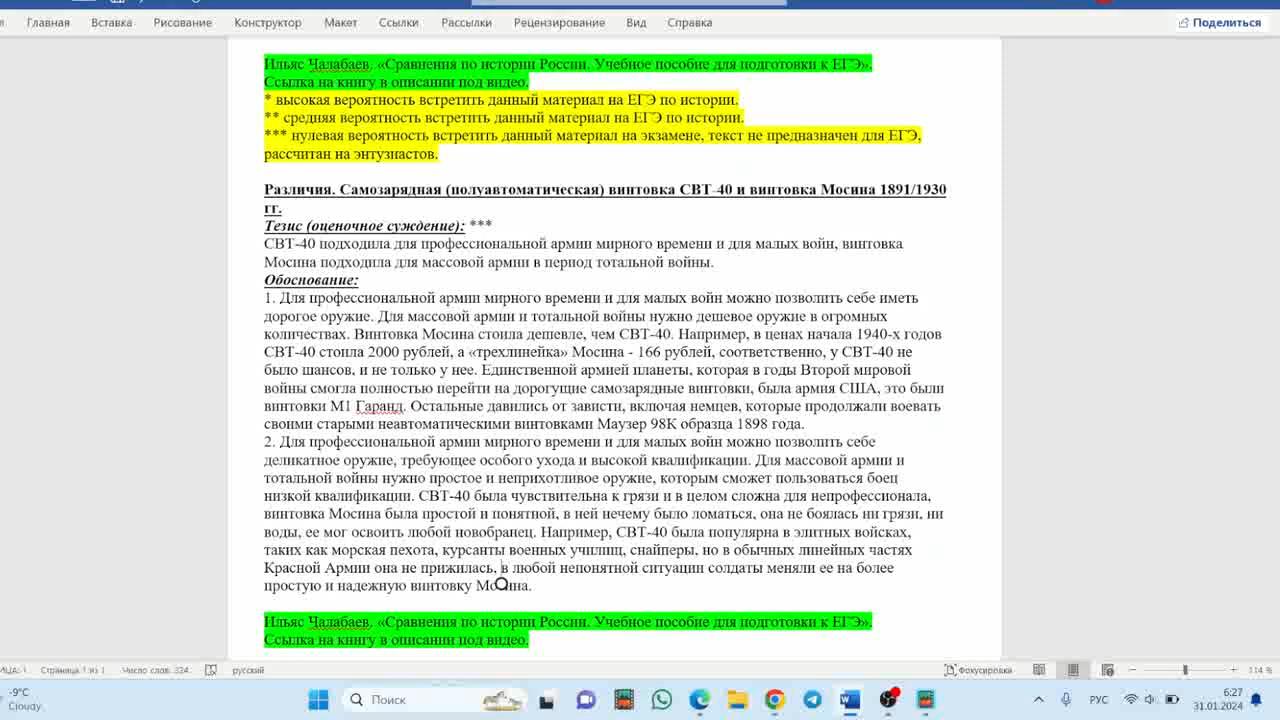 Главная Вставка Рисование Конструктор Макет Ссылки Рассылки Рецензирование Вид Справка Поделиться
Ильяс Чалабаев. «Сравнения по истории России. Учебное пособие для подготовки к ЕГЭ».
Ссылка на книгу в описании под видео.
* высокая вероятность встретить данный материал на ЕГЭ по истории.
** средняя вероятность встретить данный материал на ЕГЭ по истории.
*** нулевая вероятность встретить данный материал на экзамене, текст не предназначен для ЕГЭ,
рассчитан на энтузиастов.
Различия. Самозарядная (полуавтоматическая) винтовка СВТ-40 и винтовка Мосина 1891/1930
гг.
Тезис (оценочное суждение): ***
СВТ-40 подходила для профессиональной армии мирного времени и для малых войн, винтовка
Мосина подходила для массовой армии в период тотальной войны.
Обоснование:
1. Для профессиональной армии мирного времени и для малых войн можно позволить себе иметь
дорогое оружие. Для массовой армии и тотальной войны нужно дешевое оружие в огромных
количествах. Винтовка Мосина стоила дешевле, чем СВТ-40. Например, в ценах начала 1940-х годов
СВТ-40 стоила 2000 рублей, а «трехлинейка» Мосина - 166 рублей, соответственно, у СВТ-40 не
было шансов, и не только у нее. Единственной армией планеты, которая в годы Второй мировой
войны смогла полностью перейти на дорогущие самозарядные винтовки, была армия США, это были
винтовки М1 Гаранд. Остальные давились от зависти, включая немцев, которые продолжали воевать
своими старыми неавтоматическими винтовками Маузер 98К образца 1898 года.
2. Для профессиональной армии мирного времени и для малых войн можно позволить себе
деликатное оружие, требующее особого ухода и высокой квалификации. Для массовой армии и
тотальной войны нужно простое и неприхотливое оружие, которым сможет пользоваться боец
низкой квалификации. СВТ-40 была чувствительна к грязи и в целом сложна для непрофессионала,
винтовка Мосина была простой и понятной, в ней нечему было ломаться, она не боялась ни грязи, ни
воды, ее мог освоить любой новобранец. Например, СВТ-40 была популярна в элитных войсках,
таких как морская пехота, курсанты военных училищ, снайперы, но в обычных линейных частях
Красной Армии она не прижилась, в любой непонятной ситуации солдаты меняли ее на более
простую и надежную винтовку Мосина.
Ильяс Чалабаев. «Сравнения по истории России. Учебное пособие для подготовки к ЕГЭ».
Ссылка на книгу в описании под видео.
Страница 1 из 1 Число слов: 324 русский Фокусировка 114 %
-9°C
Cloudy
Поиск
РУС
6:27
31.01.2024